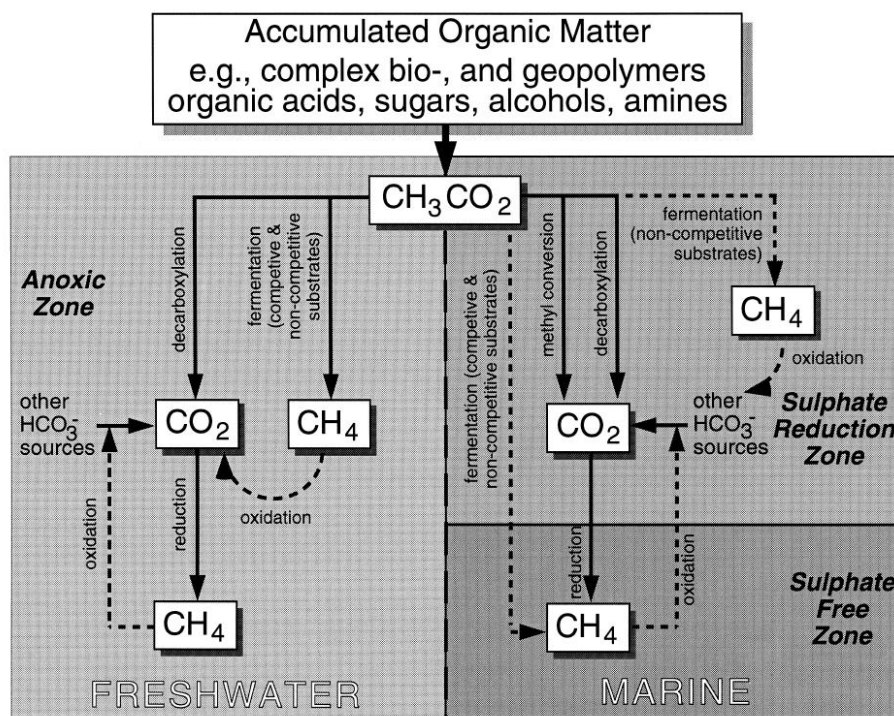 Accumulated Organic Matter
e.g., complex bio-, and geopolymers
organic acids, sugars, alcohols, amines
CH₃CO₂
Anoxic
Zone
decarboxylation
fermentation
(competive &
non-competitive
substrates)
other
HCO₃⁻
sources
CO₂
CH₄
oxidation
oxidation
reduction
CH₄
FRESHWATER
fermentation (competive &
non-competitive substrates)
methyl conversion
decarboxylation
fermentation
(non-competitive
substrates)
CH₄
oxidation
CO₂
other
HCO₃⁻
sources
Sulphate
Reduction
Zone
reduction
oxidation
CH₄
Sulphate
Free
Zone
MARINE